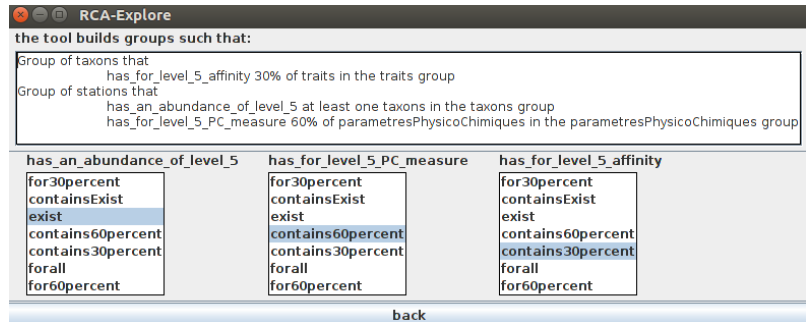 RCA-Explore
the tool builds groups such that:
Group of taxons that
has_for_level_5_affinity 30% of traits in the traits group
Group of stations that
has_an_abundance_of_level_5 at least one taxons in the taxons group
has_for_level_5_PC_measure 60% of parametresPhysicoChimiques in the parametresPhysicoChimiques group
has_an_abundance_of_level_5 has_for_level_5_PC_measure has_for_level_5_affinity
for30percent for30percent for30percent
containsExist containsExist containsExist
exist exist exist
contains60percent contains60percent contains60percent
contains30percent contains30percent contains30percent
forall forall forall
for60percent for60percent for60percent
back